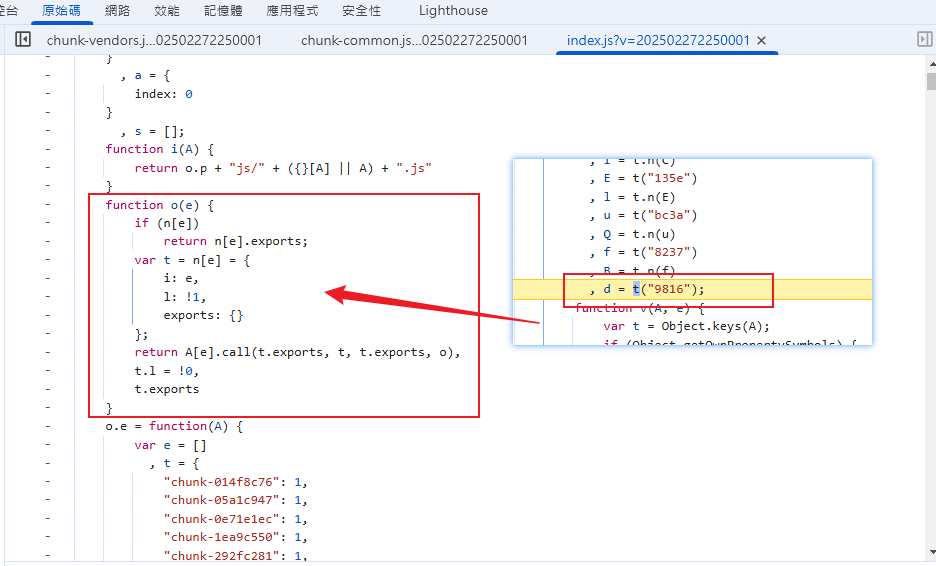 控台 原始碼 網路 效能 記憶體 應用程式 安全性 Lighthouse
chunk-vendors.j...02502272250001 chunk-common.js...02502272250001 index.js?v=202502272250001
}
, a = {
index: 0
}
, s = [];
function i(A) {
return o.p + "js/" + ({}[A] || A) + ".js"
}
function o(e) {
if (n[e])
return n[e].exports;
var t = n[e] = {
i: e,
l: !1,
exports: {}
};
return A[e].call(t.exports, t, t.exports, o),
t.l = !0,
t.exports
}
o.e = function(A) {
var e = []
, t = {
"chunk-014f8c76": 1,
"chunk-05a1c947": 1,
"chunk-0e71e1ec": 1,
"chunk-1ea9c550": 1,
"chunk-292fc281": 1,
, I = t.n(C)
, E = t("135e")
, l = t.n(E)
, u = t("bc3a")
, Q = t.n(u)
, f = t("8237")
, B = t.n(f)
, d = t("9816");
function v(A, e) {
var t = Object.keys(A);
if (Object.getOwnPropertySymbols) {